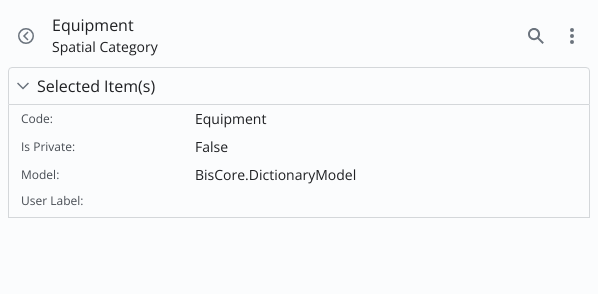 Equipment
Spatial Category
Selected Item(s)
Code: Equipment
Is Private: False
Model: BisCore.DictionaryModel
User Label: